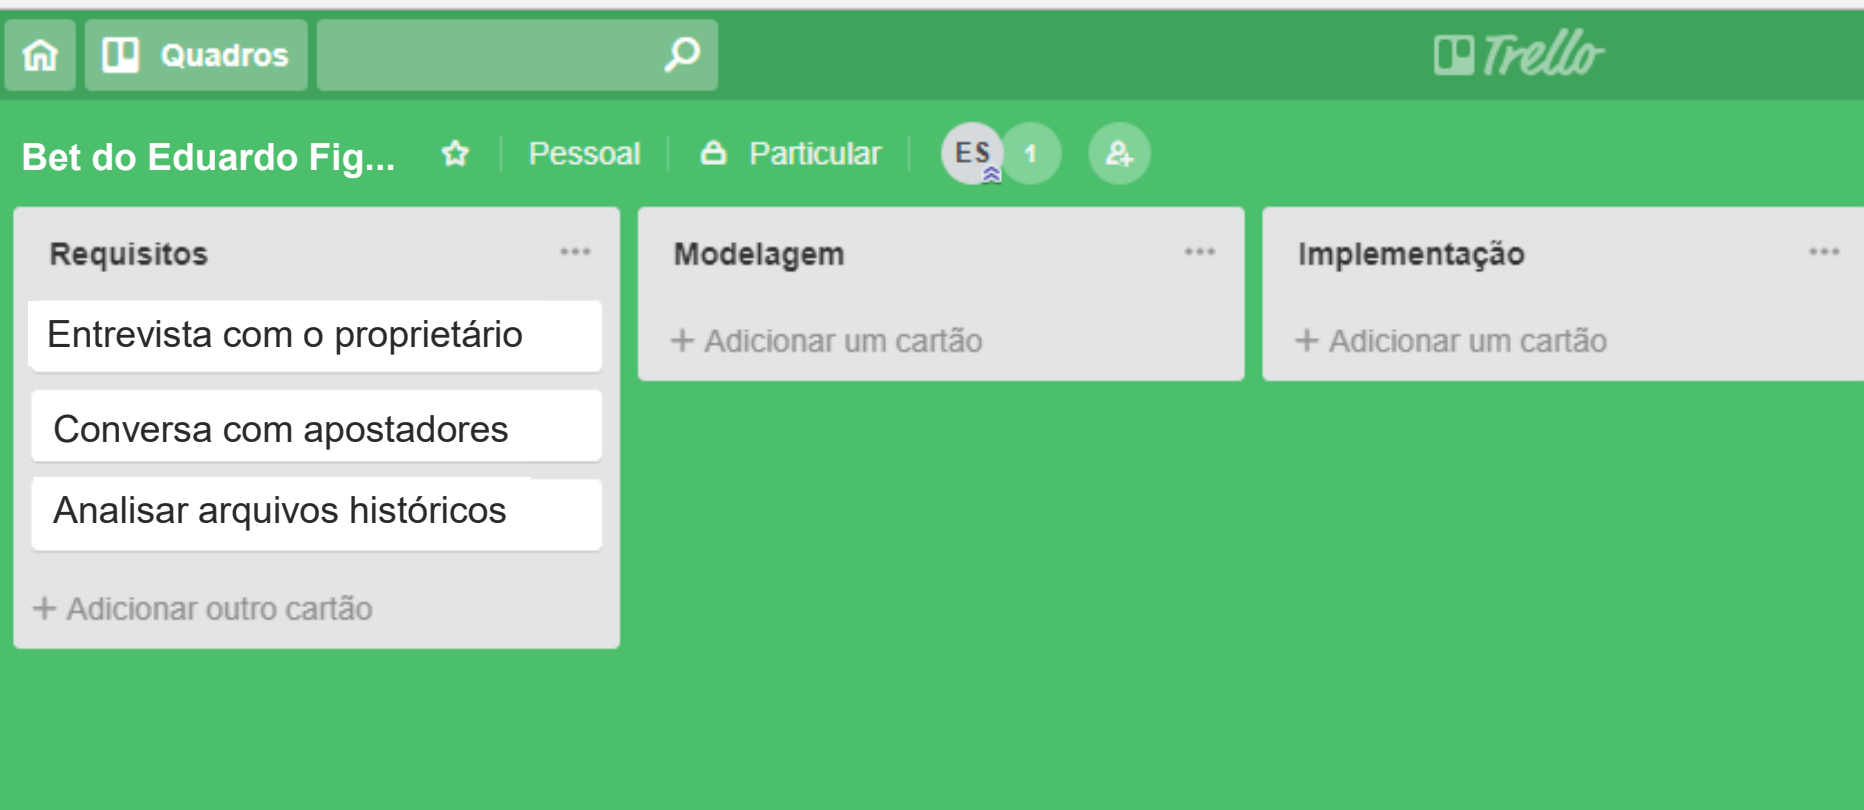 Quadros
Trello
Bet do Eduardo Fig...
Pessoal
Particular
ES
1
Requisitos
Entrevista com o proprietário
Conversa com apostadores
Analisar arquivos históricos
+ Adicionar outro cartão
Modelagem
+ Adicionar um cartão
Implementação
+ Adicionar um cartão